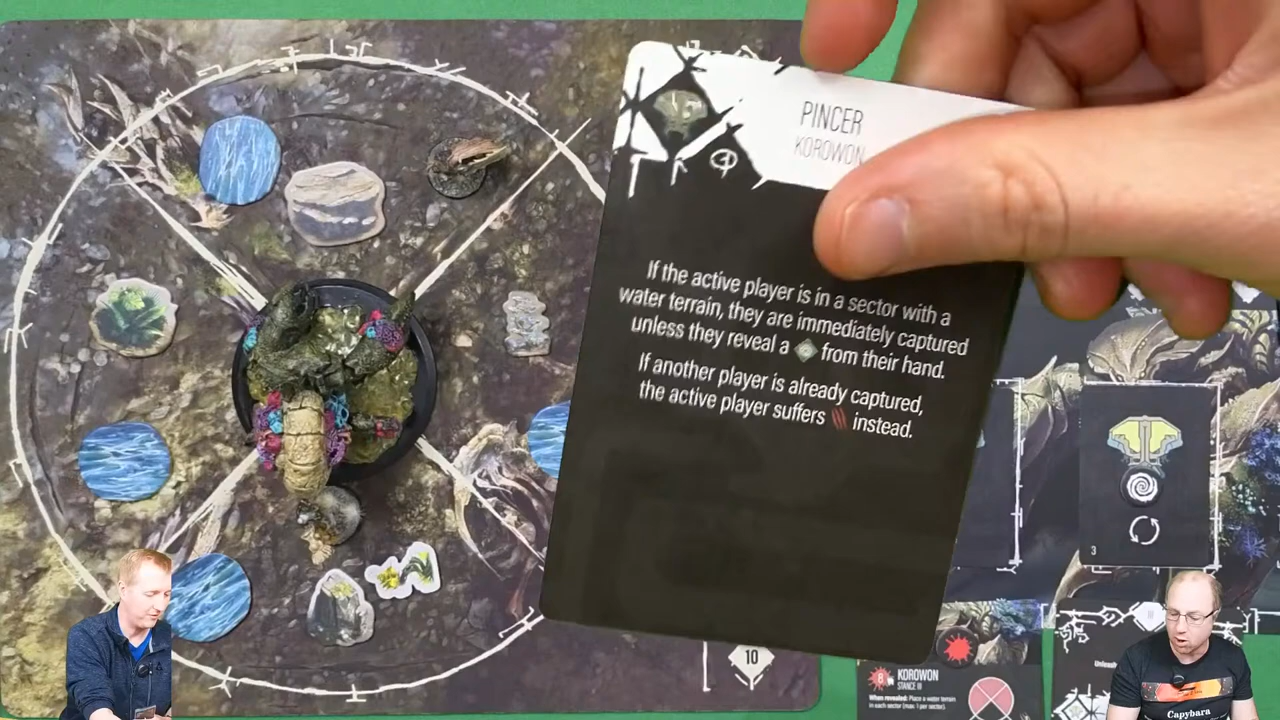 PINCER
KOROWON
If the active player is in a sector with a
water terrain, they are immediately captured
unless they reveal a from their hand.
If another player is already captured,
the active player suffers instead.
3
10
8 KOROWON
STANCE III
When revealed: Place a water terrain
in each sector (max. 1 per sector).
Capybara